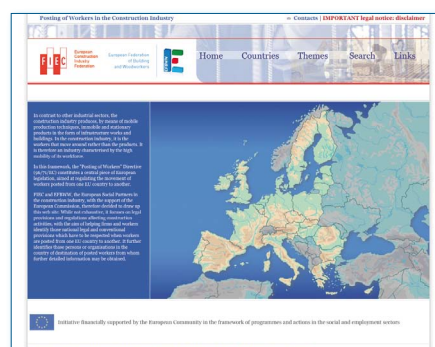 Posting of Workers in the Construction Industry
» Contacts | IMPORTANT legal notice: disclaimer
FIEC
European
Construction
Industry
Federation
European Federation
of Building
and Woodworkers
EFBWW
Home Countries Themes Search Links
In contrast to other industrial sectors, the
construction industry produces, by means of mobile
production techniques, immobile and stationary
products in the form of infrastructure works and
buildings. In the construction industry, it is the
workers that move around rather than the products. It
is therefore an industry characterised by the high
mobility of its workforce.
In this framework, the "Posting of Workers" Directive
(96/71/EC) constitutes a central piece of European
legislation, aimed at regulating the movement of
workers posted from one EU country to another.
FIEC and EFBWW, the European Social Partners in
the construction industry, with the support of the
European Commission, therefore decided to draw up
this web site. While not exhaustive, it focuses on legal
provisions and regulations affecting construction
activities, with the aim of helping firms and workers
identify those national legal and conventional
provisions which have to be respected when workers
are posted from one EU country to another. It further
identifies those persons or organisations in the
country of destination of posted workers from whom
further detailed information may be obtained.
Initiative financially supported by the European Community in the framework of programmes and actions in the social and employment sectors